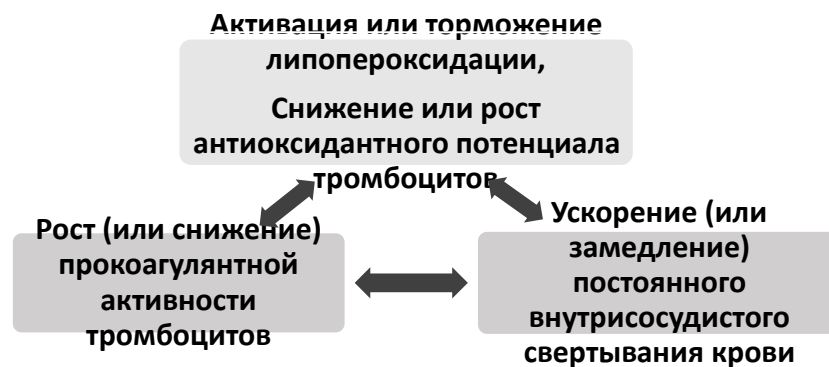 Активация или торможение
липопероксидации,
Снижение или рост
антиоксидантного потенциала
тромбоцитов
Рост (или снижение)
прокоагулянтной
активности
тромбоцитов
Ускорение (или
замедление)
постоянного
внутрисосудистого
свертывания крови